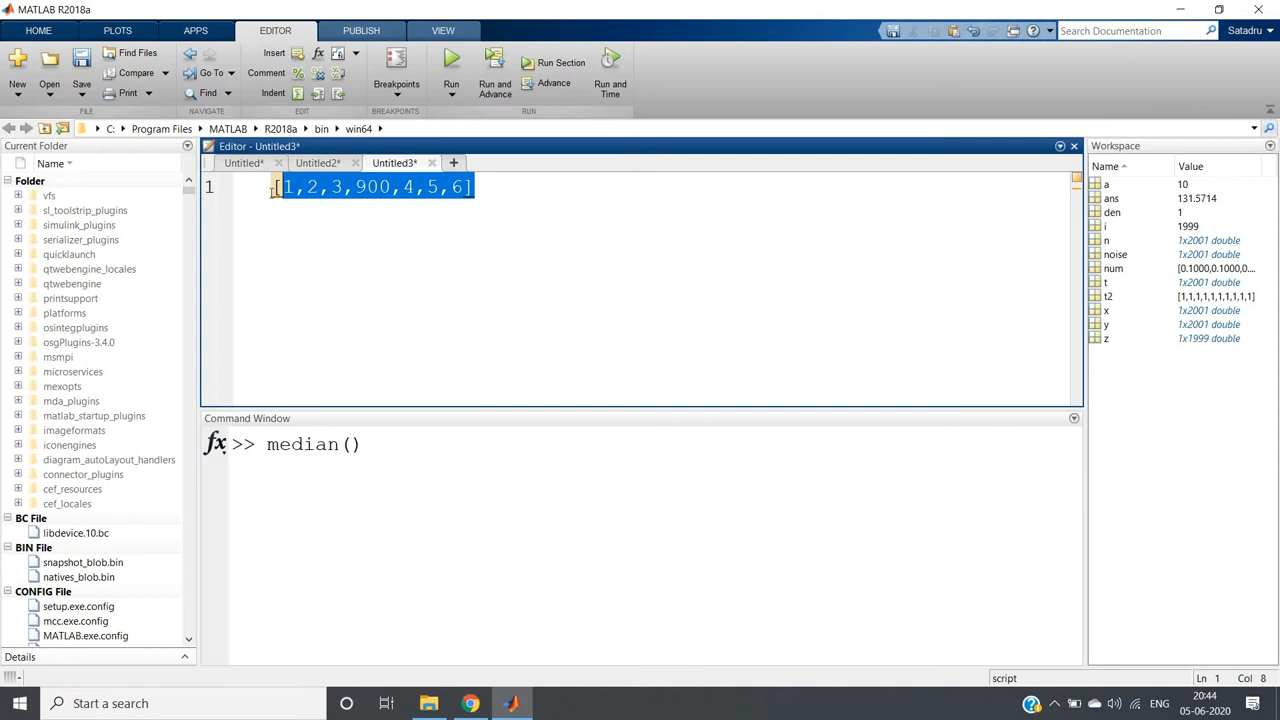 MATLAB R2018a
HOME PLOTS APPS EDITOR PUBLISH VIEW Search Documentation Satadru
New Open Save Find Files Compare Print Go To Find Insert fx Comment Indent Breakpoints Run Run and Advance Run Section Advance Run and Time
FILE NAVIGATE EDIT BREAKPOINTS RUN
C: Program Files MATLAB R2018a bin win64
Current Folder
Name
Folder
vfs
sl_toolstrip_plugins
simulink_plugins
serializer_plugins
quicklaunch
qtwebengine_locales
qtwebengine
printsupport
platforms
osintegplugins
osgPlugins-3.4.0
msmpi
microservices
mexopts
mda_plugins
matlab_startup_plugins
imageformats
iconengines
diagram_autoLayout_handlers
connector_plugins
cef_resources
cef_locales
BC File
libdevice.10.bc
BIN File
snapshot_blob.bin
natives_blob.bin
CONFIG File
setup.exe.config
mcc.exe.config
MATLAB.exe.config
Details
Editor - Untitled3*
Untitled* Untitled2* Untitled3*
1 [1,2,3,900,4,5,6]
Command Window
fx >> median()
Workspace
Name Value
a 10
ans 131.5714
den 1
i 1999
n 1x2001 double
noise 1x2001 double
num [0.1000,0.1000,0....
t 1x2001 double
t2 [1,1,1,1,1,1,1,1,1,1]
x 1x2001 double
y 1x2001 double
z 1x1999 double
script Ln 1 Col 8
Start a search
ENG
20:44
05-06-2020